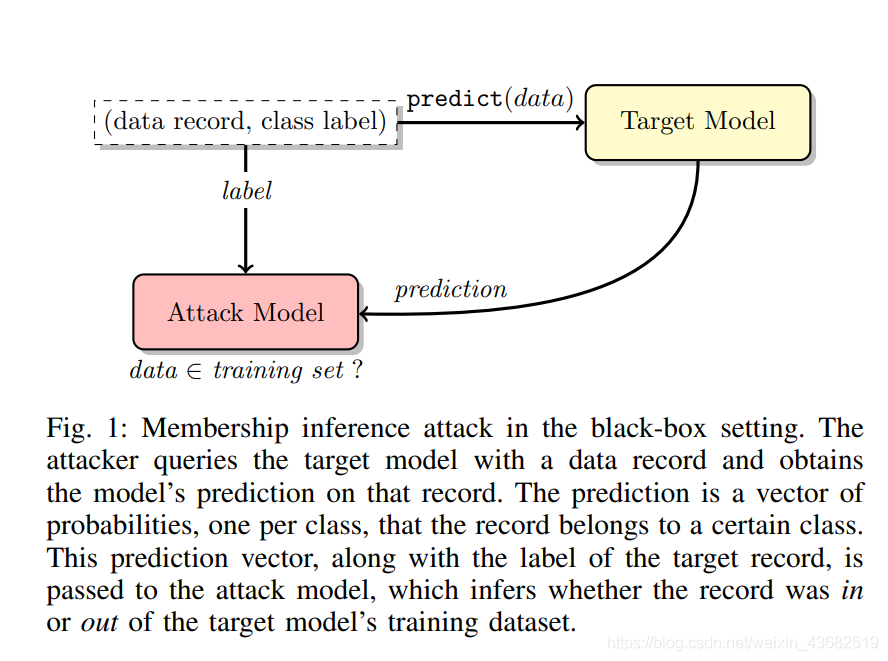 predict(data)
(data record, class label)
Target Model
label
prediction
Attack Model
data ∈ training set ?
Fig. 1: Membership inference attack in the black-box setting. The
attacker queries the target model with a data record and obtains
the model's prediction on that record. The prediction is a vector of
probabilities, one per class, that the record belongs to a certain class.
This prediction vector, along with the label of the target record, is
passed to the attack model, which infers whether the record was in
or out of the target model's training dataset.
https://blog.csdn.net/weixin_43682519